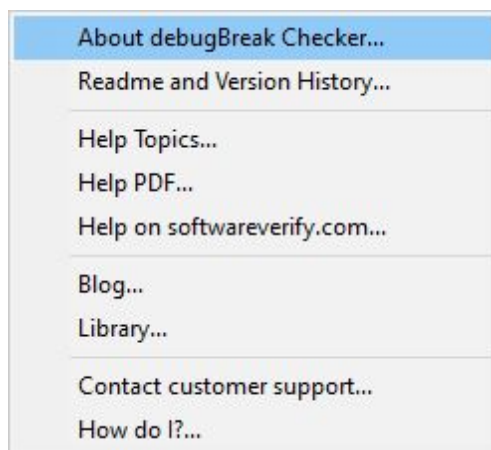 About debugBreak Checker...
Readme and Version History...
Help Topics...
Help PDF...
Help on softwareverify.com...
Blog...
Library...
Contact customer support...
How do I?...